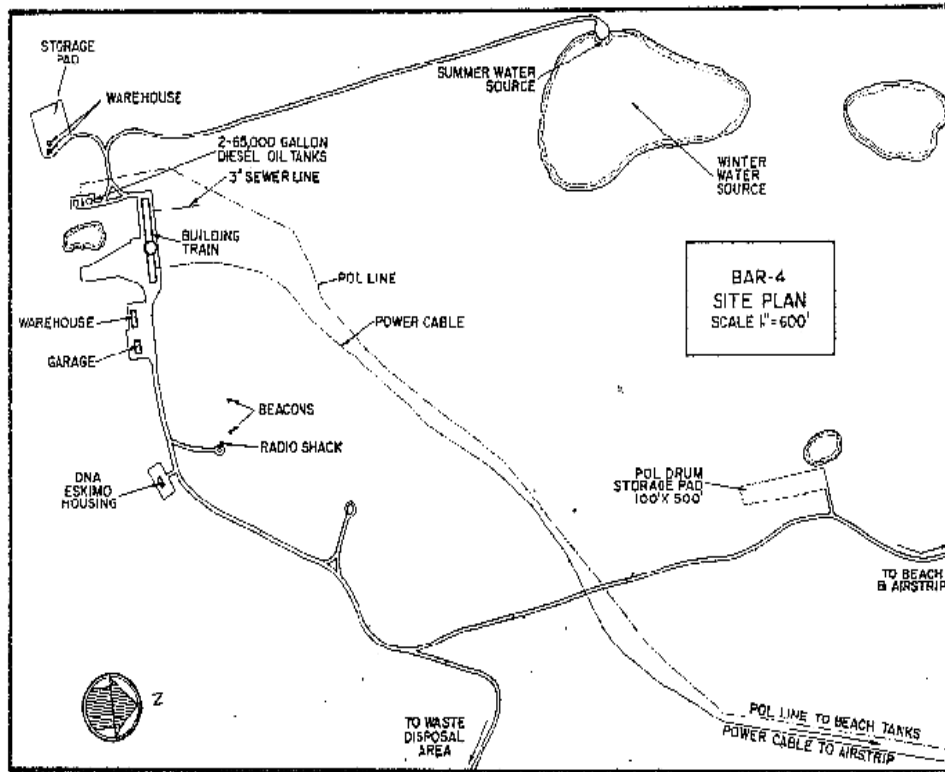 STORAGE
PAD
WAREHOUSE
SUMMER WATER
SOURCE
2-65,000 GALLON
DIESEL OIL TANKS
3" SEWER LINE
WINTER
WATER
SOURCE
BUILDING
TRAIN
POL LINE
BAR-4
SITE PLAN
SCALE 1"=600'
POWER CABLE
WAREHOUSE
GARAGE
BEACONS
RADIO SHACK
DNA
ESKIMO
HOUSING
POL DRUM
STORAGE PAD
100' X 500'
TO BEACH
& AIRSTRIP
Z
TO WASTE
DISPOSAL
AREA
POL LINE TO BEACH TANKS
POWER CABLE TO AIRSTRIP